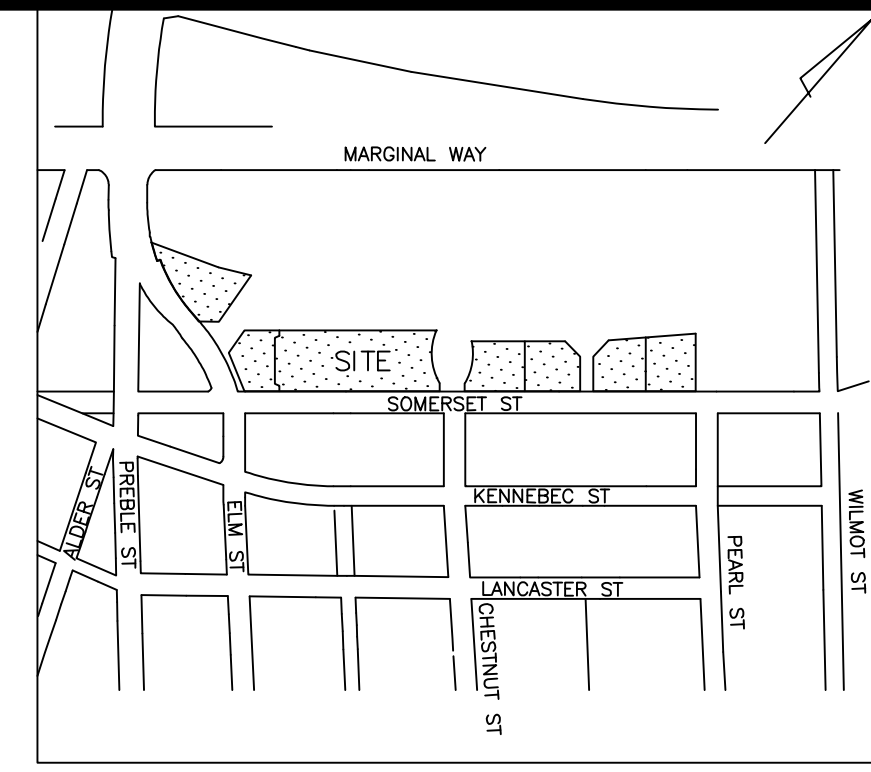 MARGINAL WAY
SITE
SOMERSET ST
KENNEBEC ST
ALDER ST
PREBLE ST
ELM ST
WILMOT ST
PEARL ST
LANCASTER ST
CHESTNUT ST